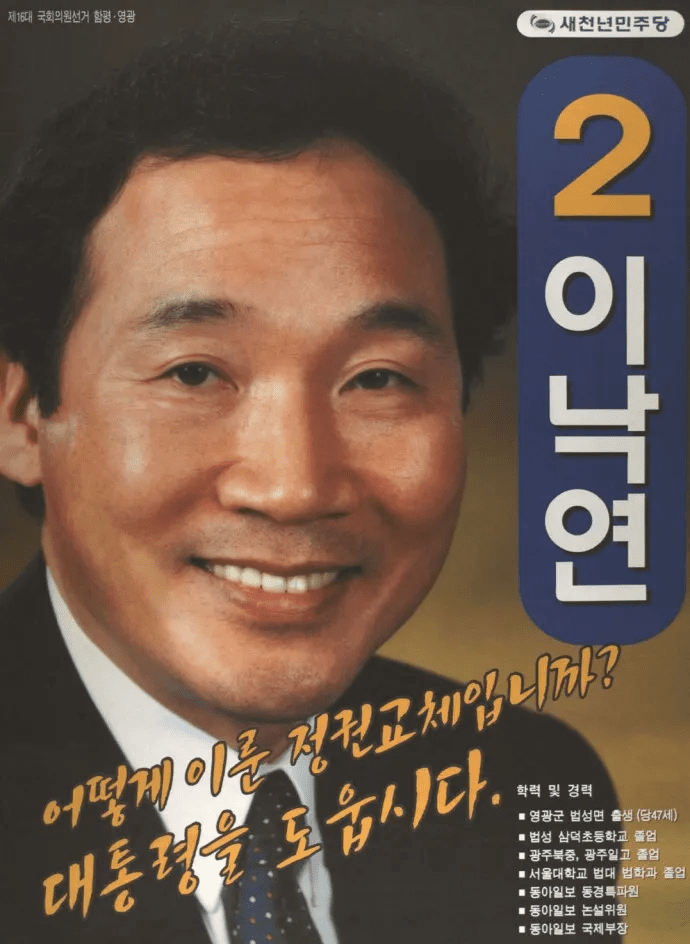 제16대 국회의원선거 함평·영광
새천년민주당
2
이낙연
어떻게 이룬 정권교체입니까?
대통령을 도웁시다.
학력 및 경력
■ 영광군 법성면 출생 (당47세)
■ 법성 삼덕초등학교 졸업
■ 광주북중, 광주일고 졸업
■ 서울대학교 법대 법학과 졸업
■ 동아일보 동경특파원
■ 동아일보 논설위원
■ 동아일보 국제부장